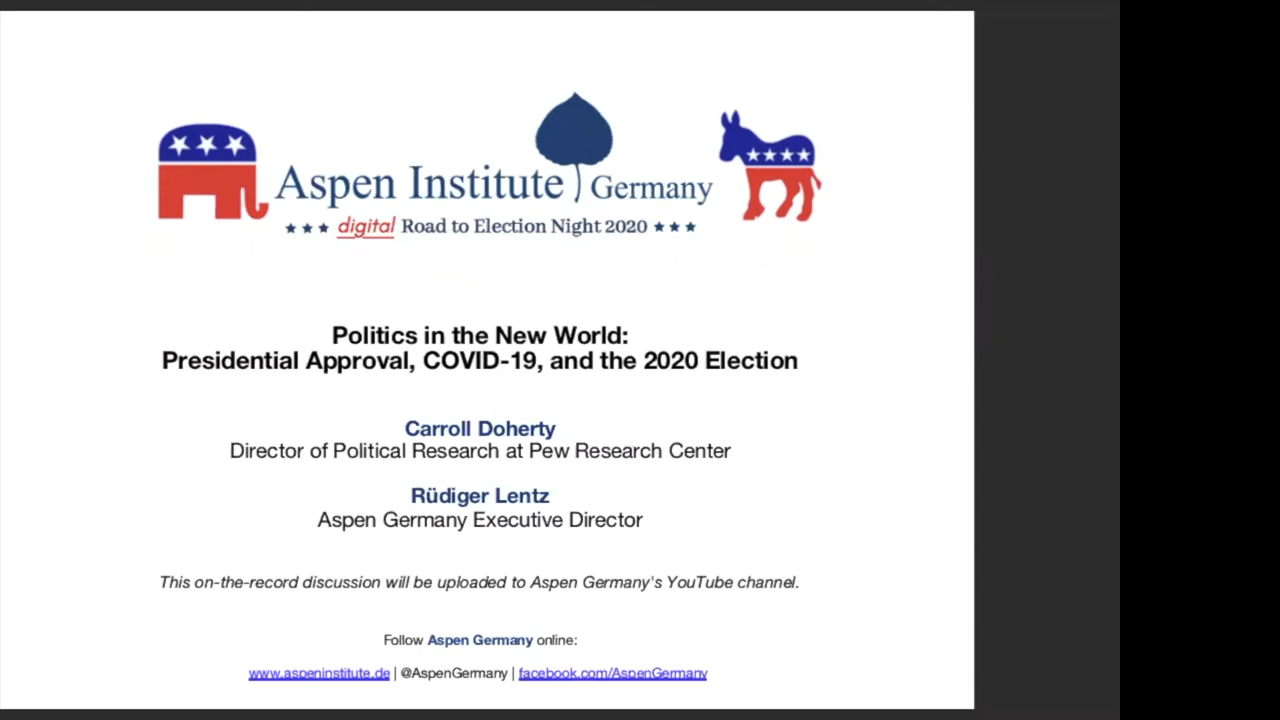 Aspen Institute Germany
★ ★ ★ digital Road to Election Night 2020 ★ ★ ★
Politics in the New World:
Presidential Approval, COVID-19, and the 2020 Election
Carroll Doherty
Director of Political Research at Pew Research Center
Rüdiger Lentz
Aspen Germany Executive Director
This on-the-record discussion will be uploaded to Aspen Germany's YouTube channel.
Follow Aspen Germany online:
www.aspeninstitute.de | @AspenGermany | facebook.com/AspenGermany